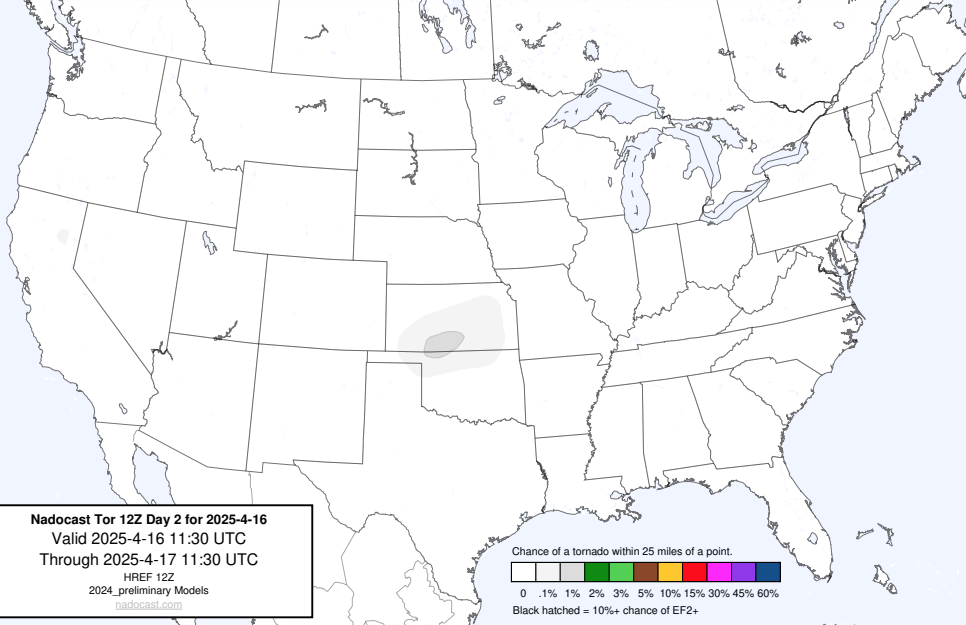 Nadocast Tor 12Z Day 2 for 2025-4-16
Valid 2025-4-16 11:30 UTC
Through 2025-4-17 11:30 UTC
HREF 12Z
2024_preliminary Models
nadocast.com
Chance of a tornado within 25 miles of a point.
0 .1% 1% 2% 3% 5% 10% 15% 30% 45% 60%
Black hatched = 10%+ chance of EF2+